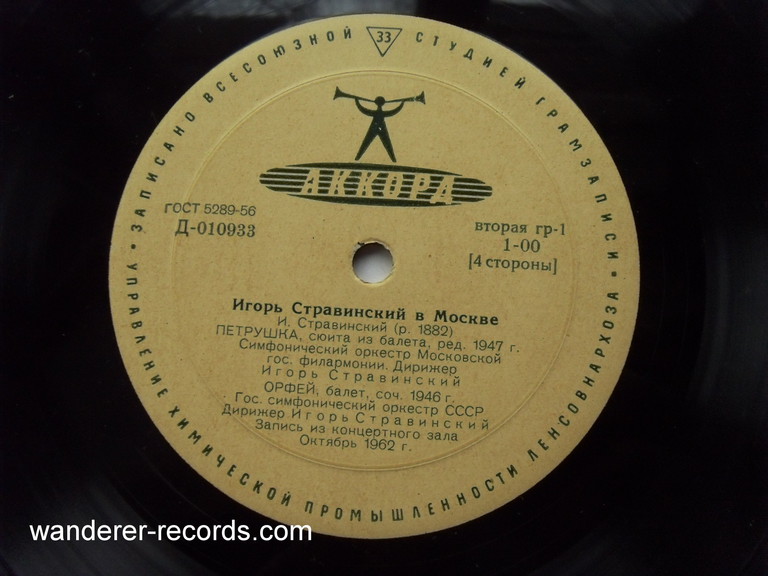 ЗАПИСАНО ВСЕСОЮЗНОЙ 33 СТУДИЕЙ ГРАМЗАПИСИ
УПРАВЛЕНИЕ ХИМИЧЕСКОЙ ПРОМЫШЛЕННОСТИ ЛЕНСОВНАРХОЗА
АККОРД
ГОСТ 5289-56
Д-010933
вторая гр-1
1-00
[4 стороны]
Игорь Стравинский в Москве
И. Стравинский (р. 1882)
ПЕТРУШКА, сюита из балета, ред. 1947 г.
Симфонический оркестр Московской
гос. филармонии. Дирижер
Игорь Стравинский
ОРФЕЙ, балет, соч. 1946 г.
Гос. симфонический оркестр СССР
Дирижер Игорь Стравинский
Запись из концертного зала
Октябрь 1962 г.
wanderer-records.com